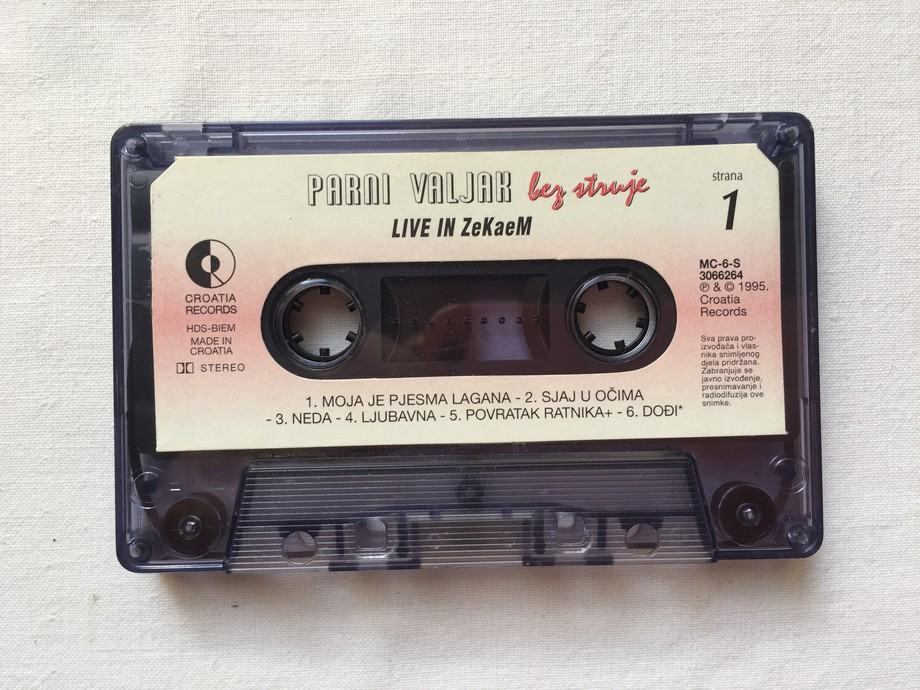 PARNI VALJAK bez struje
LIVE IN ZeKaeM
strana
1
CROATIA
RECORDS
HDS-BIEM
MADE IN
CROATIA
STEREO
MC-6-S
3066264
℗ & © 1995.
Croatia
Records
Sva prava pro-
izvođača i vlas-
nika snimljenog
djela pridržana.
Zabranjuje se
javno izvođenje,
presnimavanje i
radiodifuzija ove
snimke.
1. MOJA JE PJESMA LAGANA - 2. SJAJ U OČIMA
- 3. NEDA - 4. LJUBAVNA - 5. POVRATAK RATNIKA+ - 6. DOĐI*